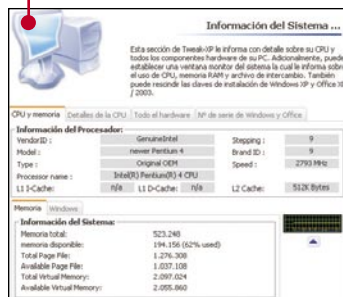 Información del Sistema ...
Esta sección de Tweak-XP le informa con detalle sobre su CPU y
todos los componentes hardware de su PC. Adicionalmente, puede
establecer una ventana monitor del sistema la cual le informa sobre
el uso de CPU, memoria RAM y archivo de intercambio. También
puede rescindir las claves de instalación de Windows XP y Office XP
/ 2003.
CPU y memoria Detalles de la CPU Todo el hardware Nº de serie de Windows y Office
Información del Procesador:
VendorID : GenuineIntel Stepping : 9
Model : newer Pentium 4 Brand ID : 9
Type : Original OEM Speed : 2793 MHz
Processor name : Intel(R) Pentium(R) 4 CPU
L1 I-Cache: n/a L1 D-Cache: n/a L2 Cache: 512K Bytes
Memoria Windows
Información del Sistema:
Memoria total: 523.248
memoria disponible: 194.156 (62% used)
Total Page File: 1.276.308
Available Page File: 1.037.108
Total Virtual Memory: 2.097.024
Available Virtual Memory: 2.055.860